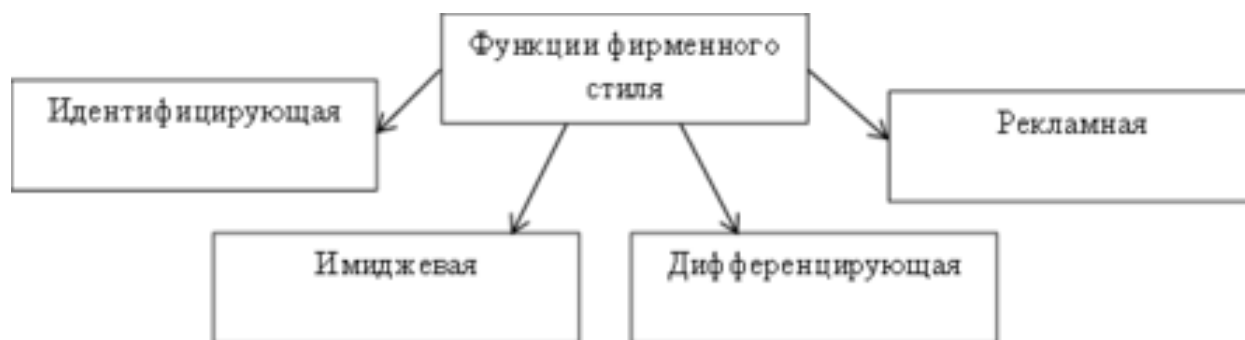 Функции фирменного
стиля
Идентифицирующая
Рекламная
Имиджевая
Дифференцирующая